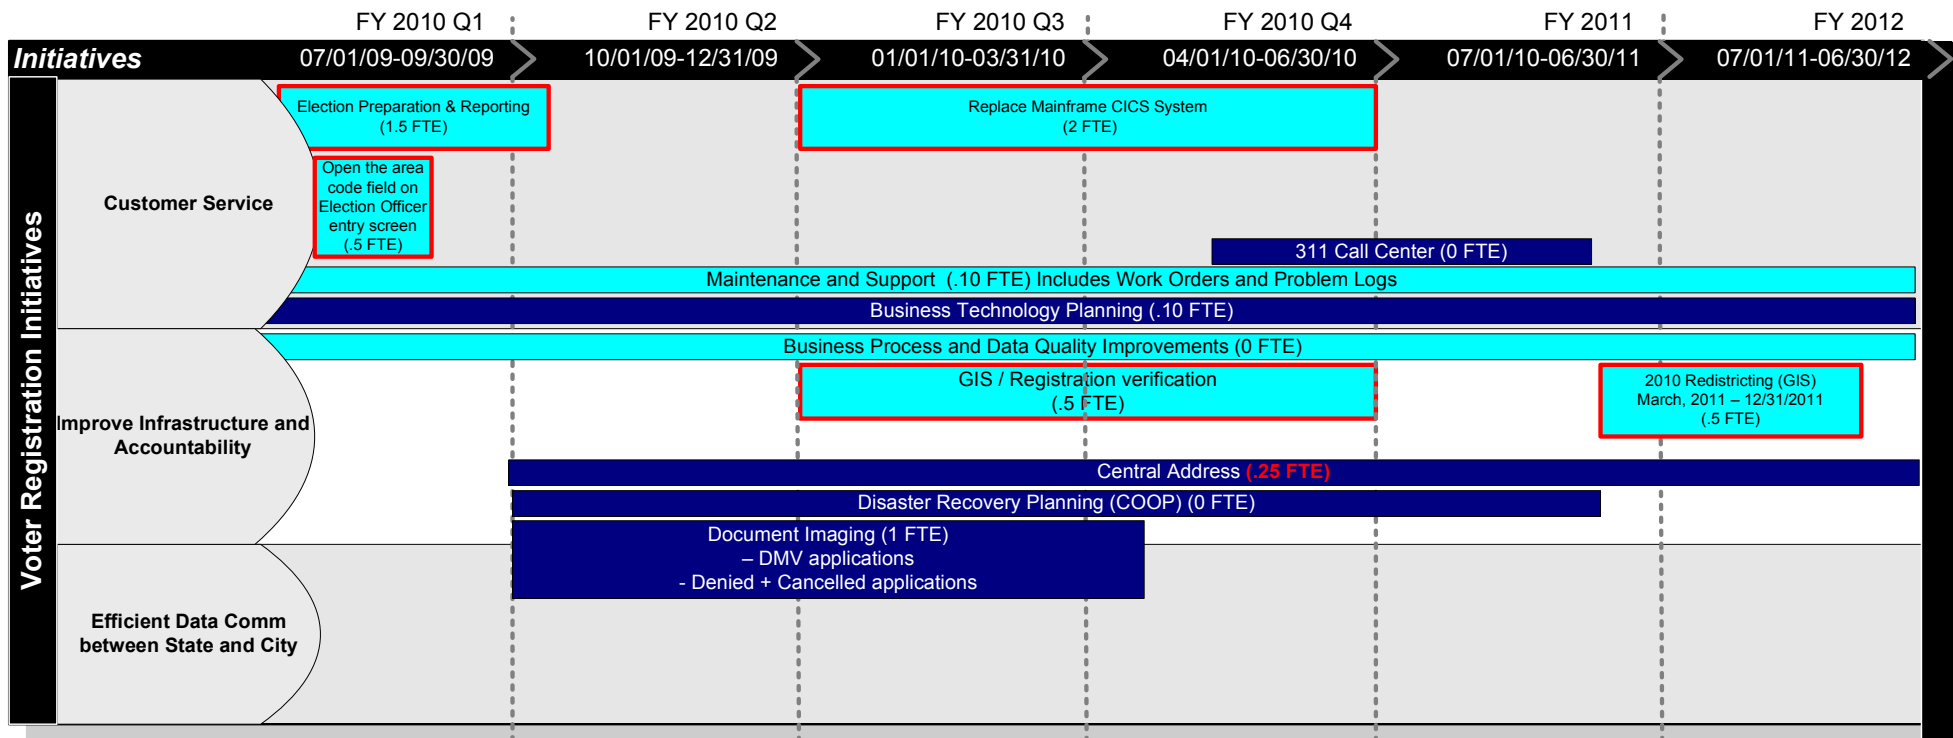 FY 2010 Q1
FY 2010 Q2
FY 2010 Q3
FY 2010 Q4
FY 2011
FY 2012
Initiatives
07/01/09-09/30/09
10/01/09-12/31/09
01/01/10-03/31/10
04/01/10-06/30/10
07/01/10-06/30/11
07/01/11-06/30/12
Voter Registration Initiatives
Customer Service
Election Preparation & Reporting
(1.5 FTE)
Replace Mainframe CICS System
(2 FTE)
Open the area
code field on
Election Officer
entry screen
(.5 FTE)
311 Call Center (0 FTE)
Maintenance and Support (.10 FTE) Includes Work Orders and Problem Logs
Business Technology Planning (.10 FTE)
Improve Infrastructure and
Accountability
Business Process and Data Quality Improvements (0 FTE)
GIS / Registration verification
(.5 FTE)
2010 Redistricting (GIS)
March, 2011 – 12/31/2011
(.5 FTE)
Central Address (.25 FTE)
Disaster Recovery Planning (COOP) (0 FTE)
Document Imaging (1 FTE)
– DMV applications
- Denied + Cancelled applications
Efficient Data Comm
between State and City